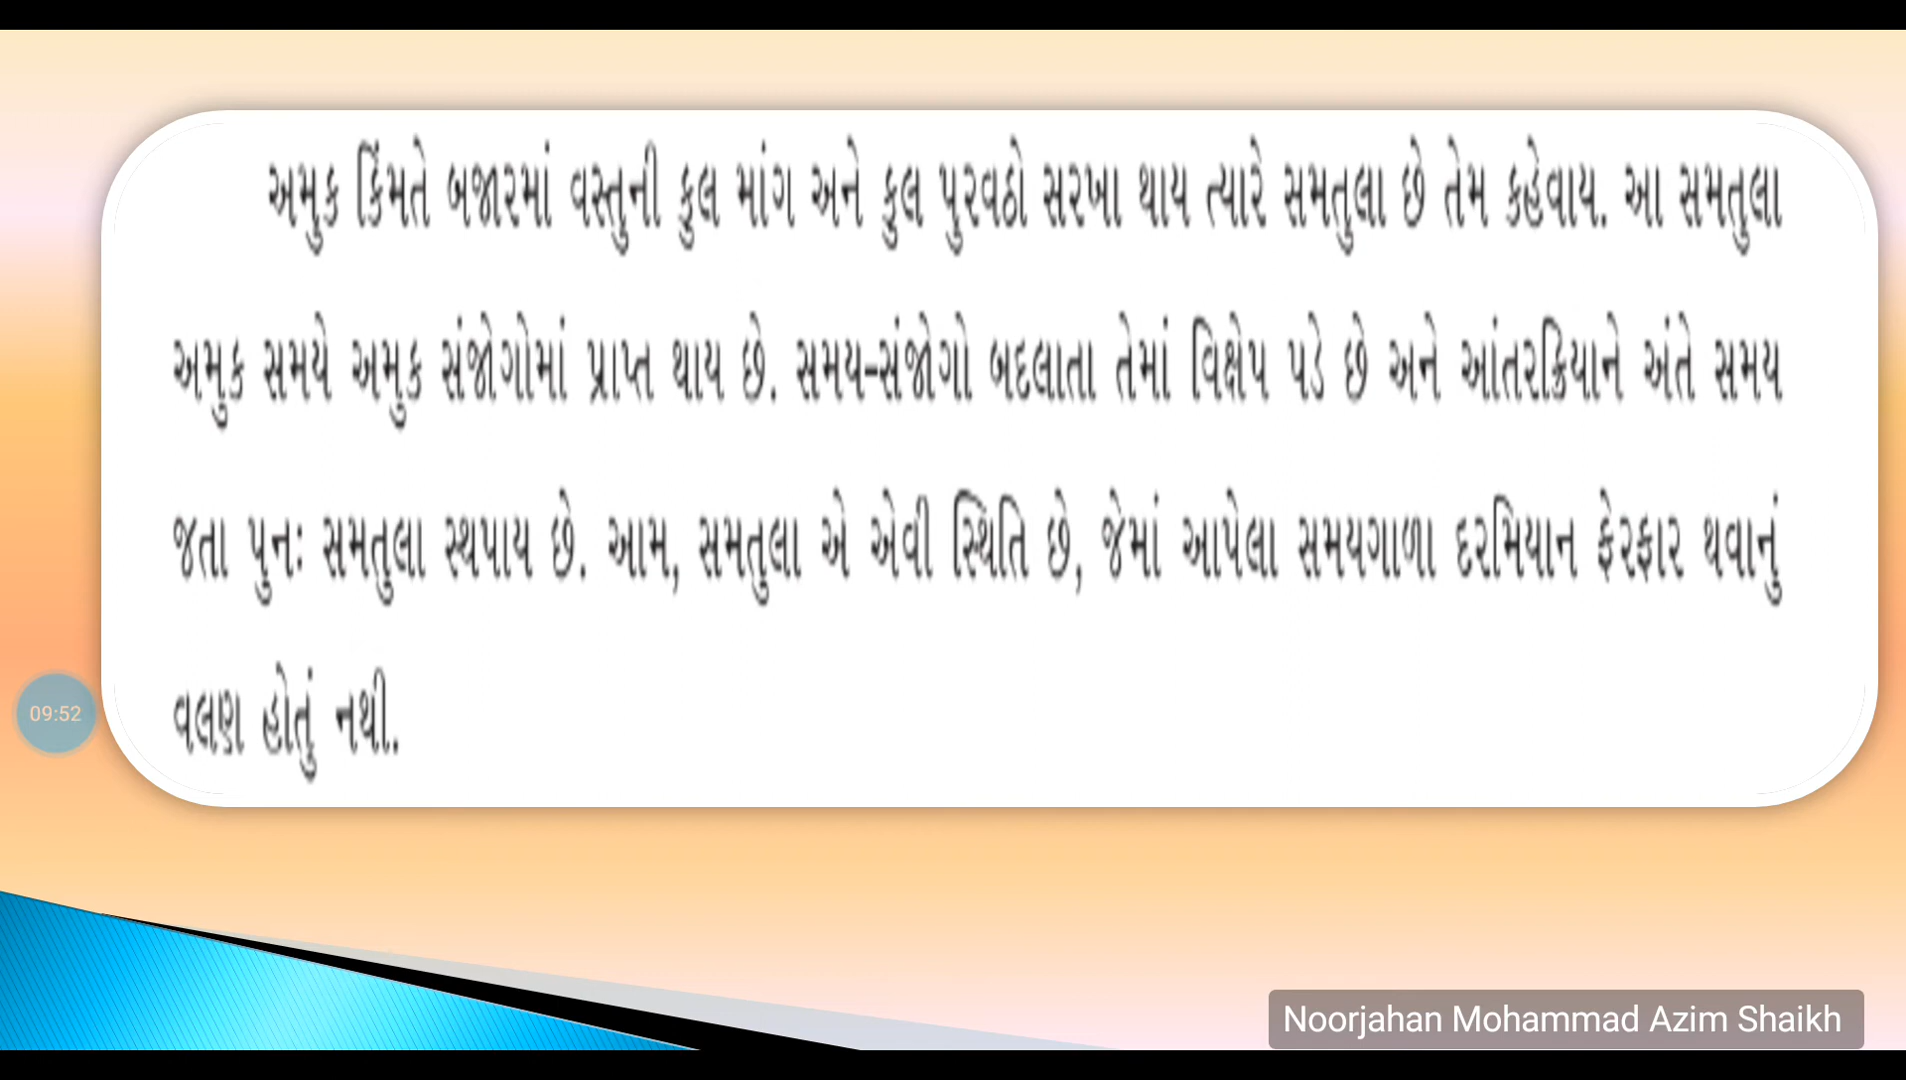 અમુક કિંમતે બજારમાં વસ્તુની કુલ માંગ અને કુલ પુરવઠો સરખા થાય ત્યારે સમતુલા છે તેમ કહેવાય. આ સમતુલા
અમુક સમયે અમુક સંજોગોમાં પ્રાપ્ત થાય છે. સમય-સંજોગો બદલાતા તેમાં વિક્ષેપ પડે છે અને આંતરક્રિયાને અંતે સમય
જતા પુનઃ સમતુલા સ્થપાય છે. આમ, સમતુલા એ એવી સ્થિતિ છે, જેમાં આપેલા સમયગાળા દરમિયાન ફેરફાર થવાનું
વલણ હોતું નથી.
09:52
Noorjahan Mohammad Azim Shaikh